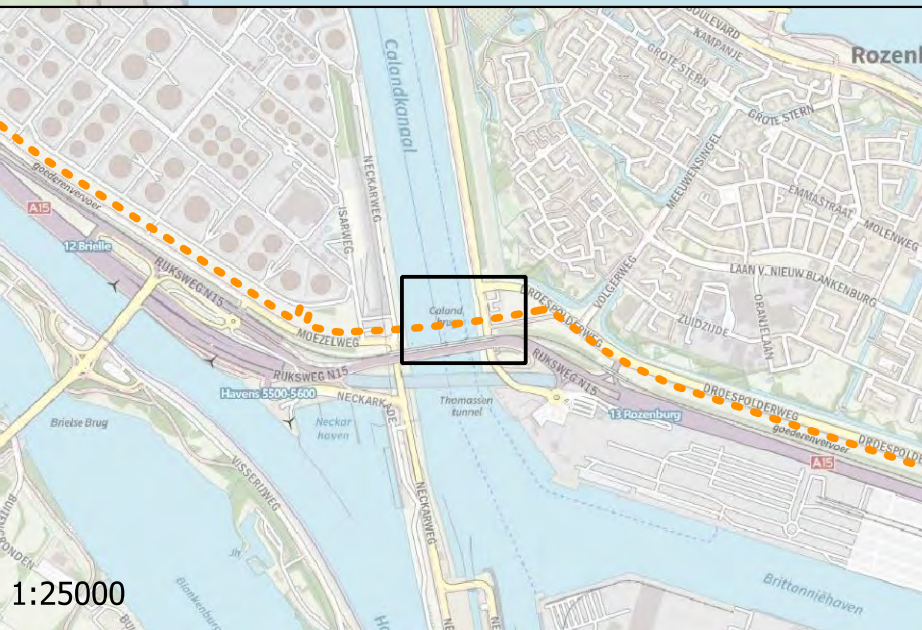 BOULEVARD
KAMPANJE
GROTE STERN
Calandkanaal
GROTE STERN
MEEUWENSINGEL
NECKARWEG
goederenvervoer
EMMASTRAAT
A15
ISARWEG
MOLENWEG
12 Brielle
LAAN V. NIEUW BLANKENBURG
RIJKSWEG N15
VOLGERWEG
DROESPOLDERWEG
ORANJELAAN
Caland
ZUIDZIJDE
MOEZELWEG
RIJKSWEG N15
RIJKSWEG N15
Havens 5500-5600
NECKARKADE
Thomassen
tunnel
DROESPOLDERWEG
13 Rozenburg
Neckar
haven
Brielse Brug
goederenvervoer
A15
VISSERIJWEG
NECKARWEG
Brittanniëhaven
1:25000